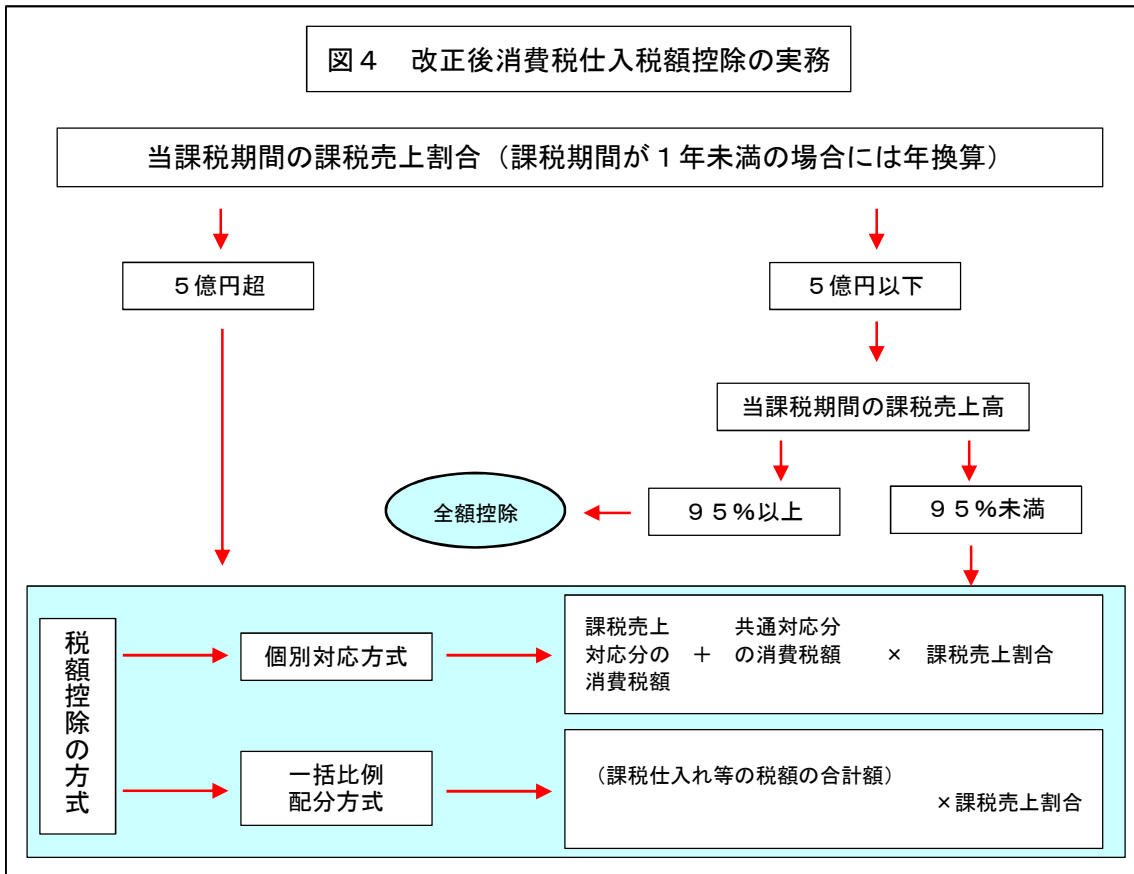 図４　改正後消費税仕入税額控除の実務
当課税期間の課税売上割合（課税期間が１年未満の場合には年換算）
５億円超
５億円以下
当課税期間の課税売上高
全額控除
９５％以上
９５％未満
税額控除の方式
個別対応方式
課税売上
対応分の
消費税額
＋
共通対応分
の消費税額
×
課税売上割合
一括比例
配分方式
（課税仕入れ等の税額の合計額）
×課税売上割合